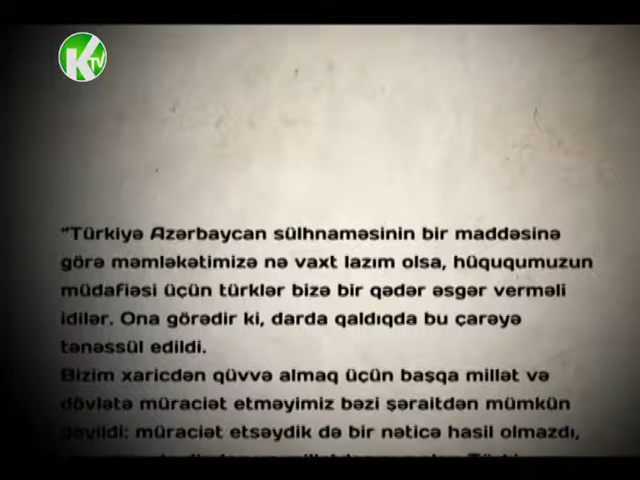 KTV
"Türkiyə Azərbaycan sülhnaməsinin bir maddəsinə
görə məmləkətimizə nə vaxt lazım olsa, hüququmuzun
müdafiəsi üçün türklər bizə bir qədər əsgər verməli
idilər. Ona görədir ki, darda qaldıqda bu çarəyə
tənəssül edildi.
Bizim xaricdən qüvvə almaq üçün başqa millət və
dövlətə müraciət etməyimiz bəzi şəraitdən mümkün
deyildi: müraciət etsəydik də bir nəticə hasil olmazdı,